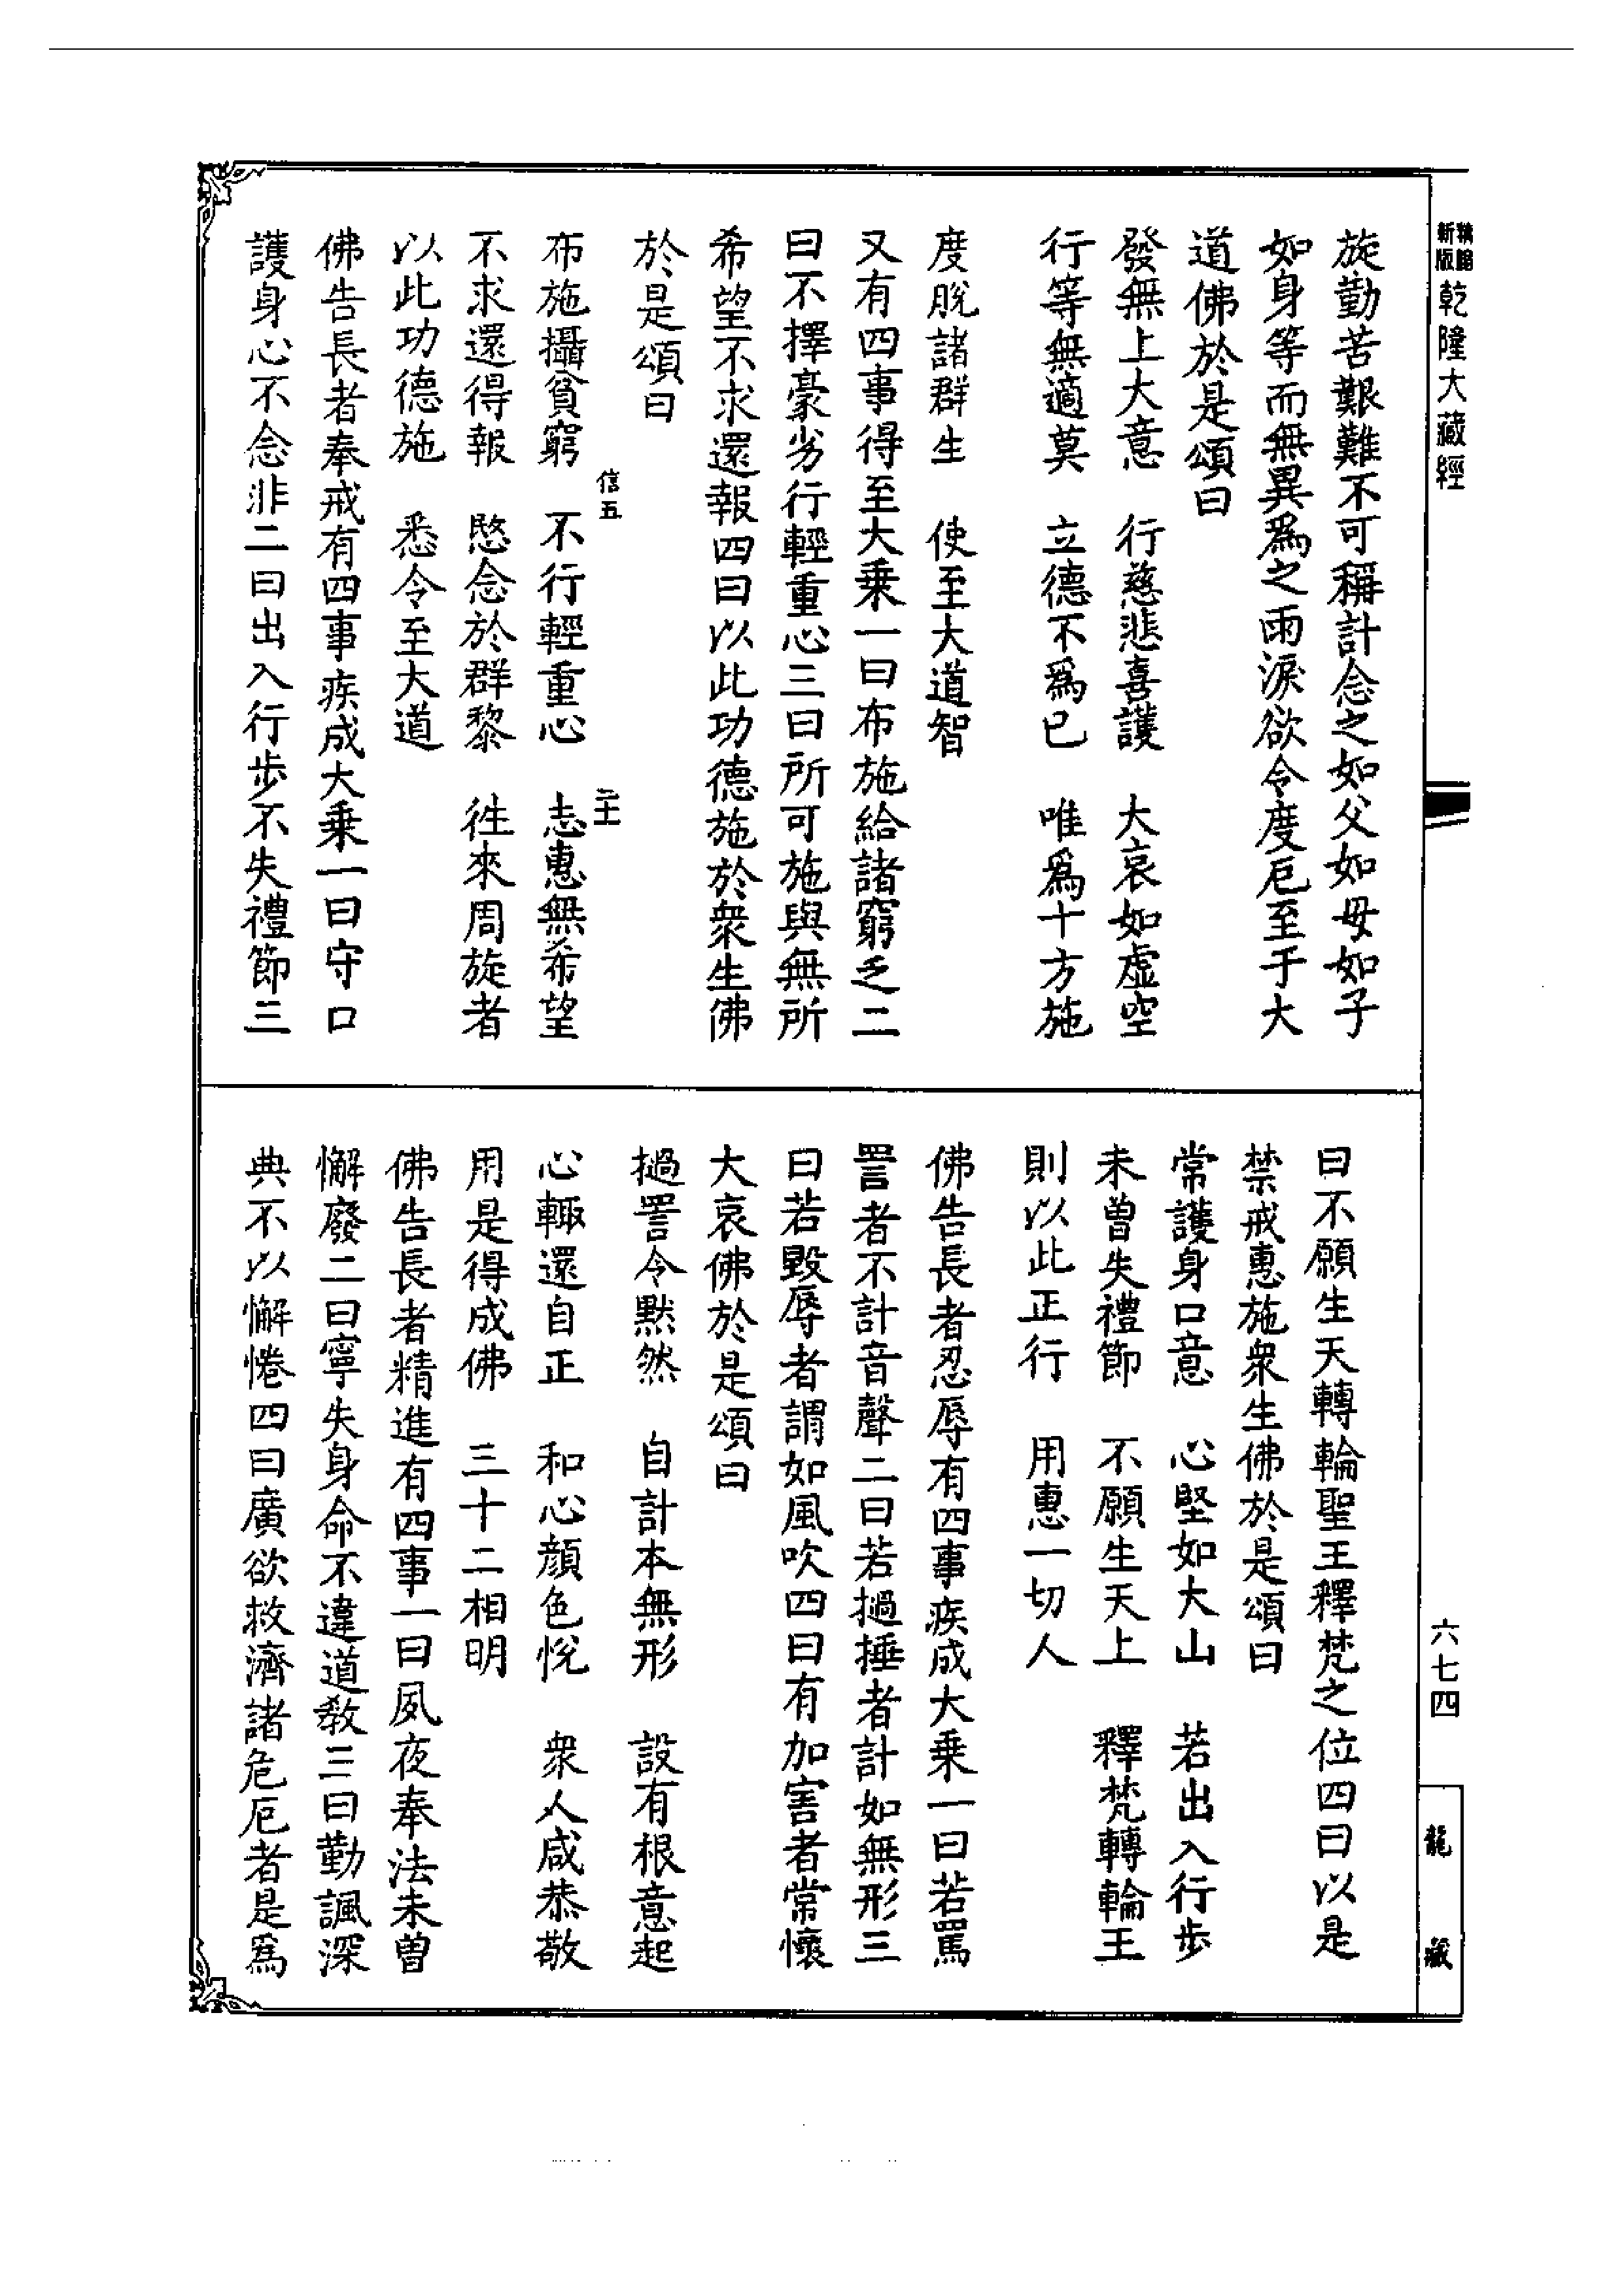 新版
乾隆大藏經
旋勤苦艱難不可稱計念之如父如母如子
如身等而無異爲之雨淚欲令度厄至于大
道佛於是頌曰
發無上大意　行慈悲喜護　大哀如虛空
行等無適莫　立德不爲已　唯爲十方施
度脫諸群生　使至大道智
又有四事得至大乗一曰布施給諸窮乏二
曰不擇豪劣行輕重心三曰所可施與無所
希望不求還報四曰以此功德施於衆生佛
於是頌曰
信五
二十
布施攝貧窮　不行輕重心　志惠無希望
不求還得報　愍念於群黎　徃來周旋者
以此功德施　悉令至大道
佛告長者奉戒有四事疾成大乗一曰守口
護身心不念非二曰出入行步不失禮節三
曰不願生天轉輪聖王釋梵之位四曰以是
禁戒惠施衆生佛於是頌曰
常護身口意　心堅如大山　若出入行步
未曾失禮節　不願生天上　釋梵轉輪王
則以此正行　用惠一切人
佛告長者忍辱有四事疾成大乗一曰若罵
詈者不計音聲二曰若撾捶者計如無形三
曰若毀辱者謂如風吹四曰有加害者常懷
大哀佛於是頌曰
撾詈令默然　自計本無形　設有根意起
心輙還自正　和心顔色悅　衆人咸恭敬
用是得成佛　三十二相明
佛告長者精進有四事一曰夙夜奉法未曾
懈廢二曰寧失身命不違道敎三曰勤諷深
典不以懈惓四曰廣欲救濟諸危厄者是爲
六七四
龍藏